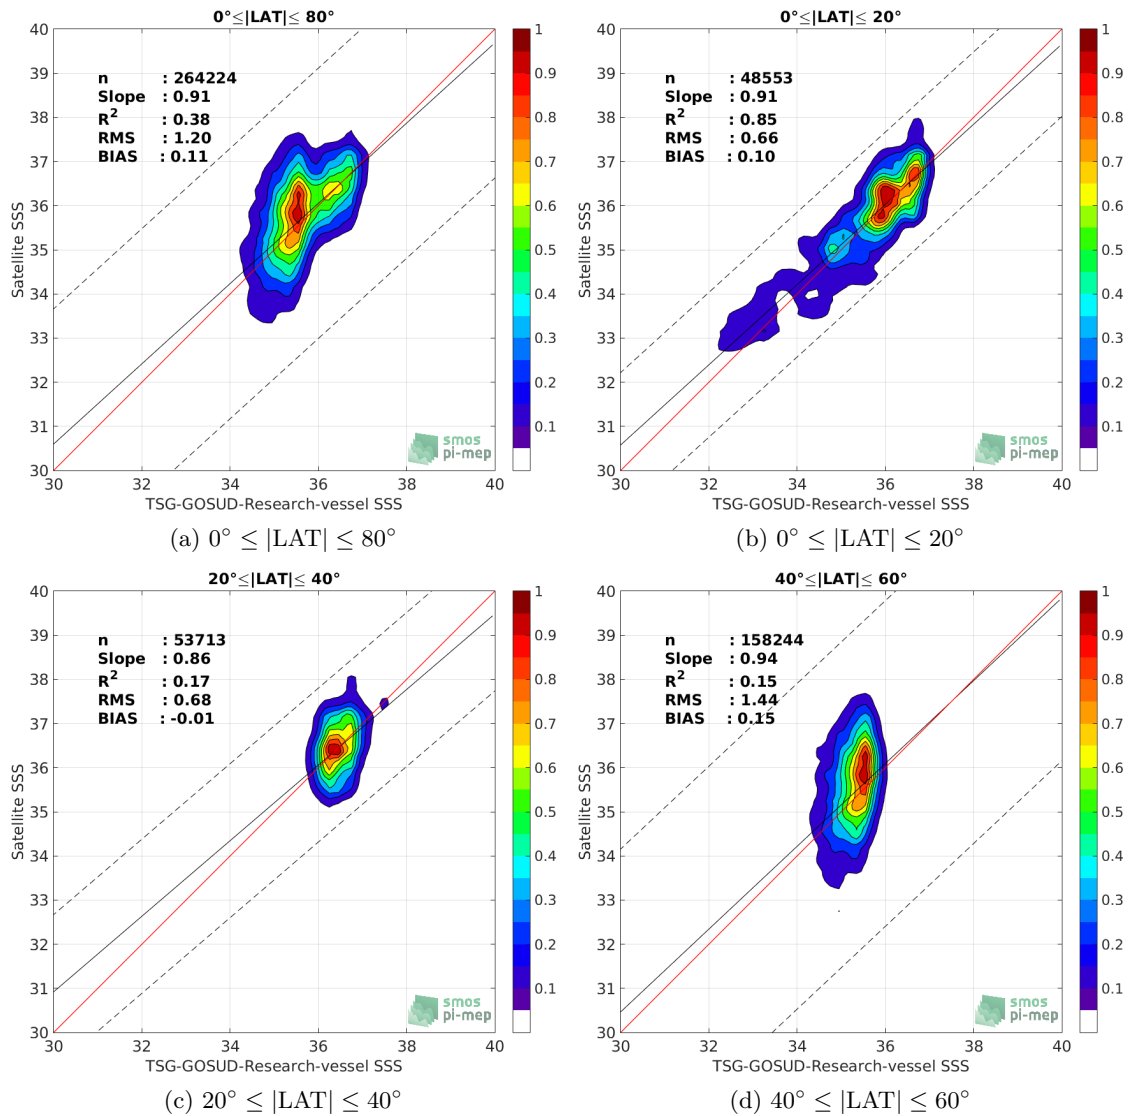 0°≤|LAT|≤ 80°
n : 264224
Slope : 0.91
R² : 0.38
RMS : 1.20
BIAS : 0.11
40
39
38
37
36
35
34
33
32
31
30
30 32 34 36 38 40
Satellite SSS
TSG-GOSUD-Research-vessel SSS
1
0.9
0.8
0.7
0.6
0.5
0.4
0.3
0.2
0.1
smos
pi-mep
(a) 0° ≤ |LAT| ≤ 80°
0°≤|LAT|≤ 20°
n : 48553
Slope : 0.91
R² : 0.85
RMS : 0.66
BIAS : 0.10
40
39
38
37
36
35
34
33
32
31
30
30 32 34 36 38 40
Satellite SSS
TSG-GOSUD-Research-vessel SSS
1
0.9
0.8
0.7
0.6
0.5
0.4
0.3
0.2
0.1
smos
pi-mep
(b) 0° ≤ |LAT| ≤ 20°
20°≤|LAT|≤ 40°
n : 53713
Slope : 0.86
R² : 0.17
RMS : 0.68
BIAS : -0.01
40
39
38
37
36
35
34
33
32
31
30
30 32 34 36 38 40
Satellite SSS
TSG-GOSUD-Research-vessel SSS
1
0.9
0.8
0.7
0.6
0.5
0.4
0.3
0.2
0.1
smos
pi-mep
(c) 20° ≤ |LAT| ≤ 40°
40°≤|LAT|≤ 60°
n : 158244
Slope : 0.94
R² : 0.15
RMS : 1.44
BIAS : 0.15
40
39
38
37
36
35
34
33
32
31
30
30 32 34 36 38 40
Satellite SSS
TSG-GOSUD-Research-vessel SSS
1
0.9
0.8
0.7
0.6
0.5
0.4
0.3
0.2
0.1
smos
pi-mep
(d) 40° ≤ |LAT| ≤ 60°